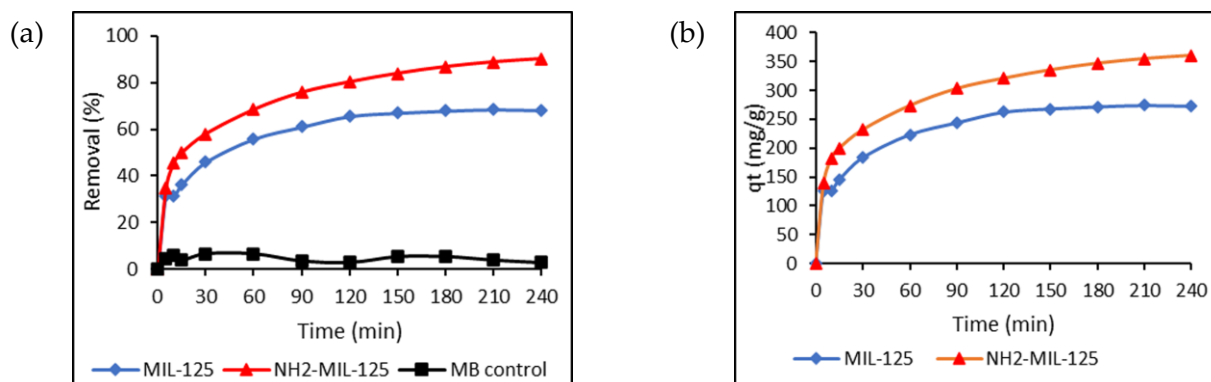 (a)
100
80
60
40
20
0
Removal (%)
0 30 60 90 120 150 180 210 240
Time (min)
MIL-125 NH2-MIL-125 MB control
(b)
400
350
300
250
200
150
100
50
0
qt (mg/g)
0 30 60 90 120 150 180 210 240
Time (min)
MIL-125 NH2-MIL-125